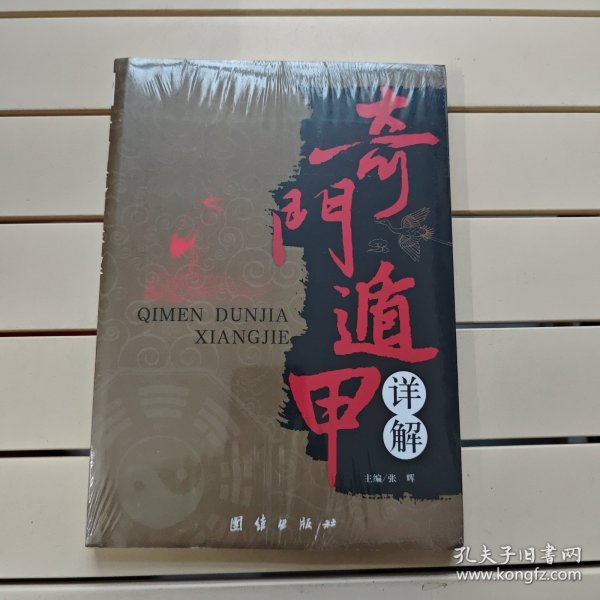 奇門遁甲
详解
QIMEN DUNJIA
XIANGJIE
主编/张 辉
团结出版社
孔夫子旧书网
www.kongfz.com